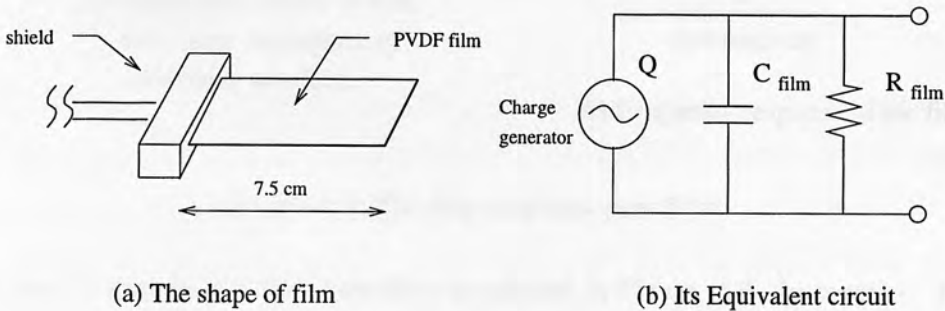 shield
PVDF film
7.5 cm
(a) The shape of film
Q
C film
R film
Charge
generator
(b) Its Equivalent circuit